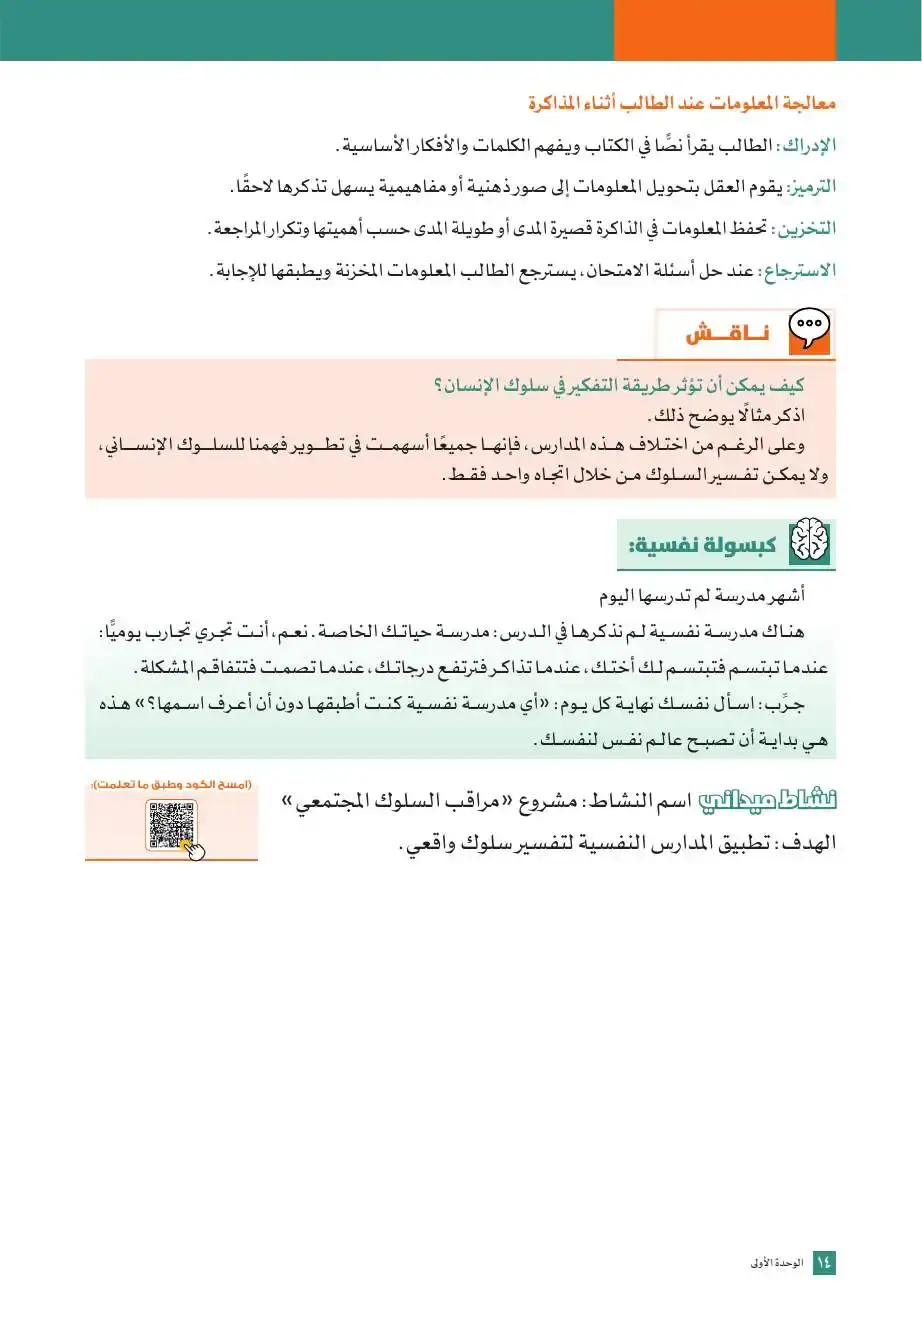 معالجة المعلومات عند الطالب أثناء المذاكرة
الإدراك: الطالب يقرأ نصًّا في الكتاب ويفهم الكلمات والأفكار الأساسية.
الترميز: يقوم العقل بتحويل المعلومات إلى صور ذهنية أو مفاهيمية يسهل تذكرها لاحقًا.
التخزين: تحفظ المعلومات في الذاكرة قصيرة المدى أو طويلة المدى حسب أهميتها وتكرار المراجعة.
الاسترجاع: عند حل أسئلة الامتحان، يسترجع الطالب المعلومات المخزنة ويطبقها للإجابة.
نــاقــش
كيف يمكن أن تؤثر طريقة التفكير في سلوك الإنسان؟
اذكر مثالًا يوضح ذلك.
وعلى الرغم من اختلاف هذه المدارس، فإنها جميعًا أسهمت في تطوير فهمنا للسلوك الإنساني،
ولا يمكن تفسير السلوك من خلال اتجاه واحد فقط.
كبسولة نفسية:
أشهر مدرسة لم تدرسها اليوم
هناك مدرسة نفسية لم نذكرها في الدرس: مدرسة حياتك الخاصة. نعم، أنت تجري تجارب يوميًّا:
عندما تبتسم فتبتسم لك أختك، عندما تذاكر فترتفع درجاتك، عندما تصمت فتتفاقم المشكلة.
جرِّب: اسأل نفسك نهاية كل يوم: «أي مدرسة نفسية كنت أطبقها دون أن أعرف اسمها؟» هذه
هي بداية أن تصبح عالم نفس لنفسك.
نشاط ميداني اسم النشاط: مشروع «مراقب السلوك المجتمعي»
(امسح الكود وطبق ما تعلمت):
الهدف: تطبيق المدارس النفسية لتفسير سلوك واقعي.
١٤ الوحدة الأولى